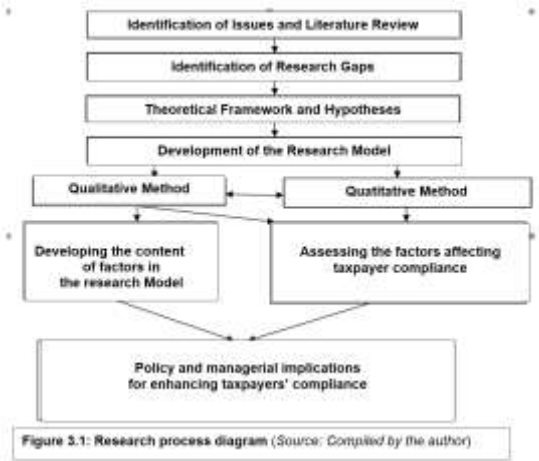 Identification of Issues and Literature Review
Identification of Research Gaps
Theoretical Framework and Hypotheses
Development of the Research Model
Qualitative Method
Quatitative Method
Developing the content
of factors in
the research Model
Assessing the factors affecting
taxpayer compliance
Policy and managerial implications
for enhancing taxpayers' compliance
Figure 3.1: Research process diagram (Source: Compiled by the author)